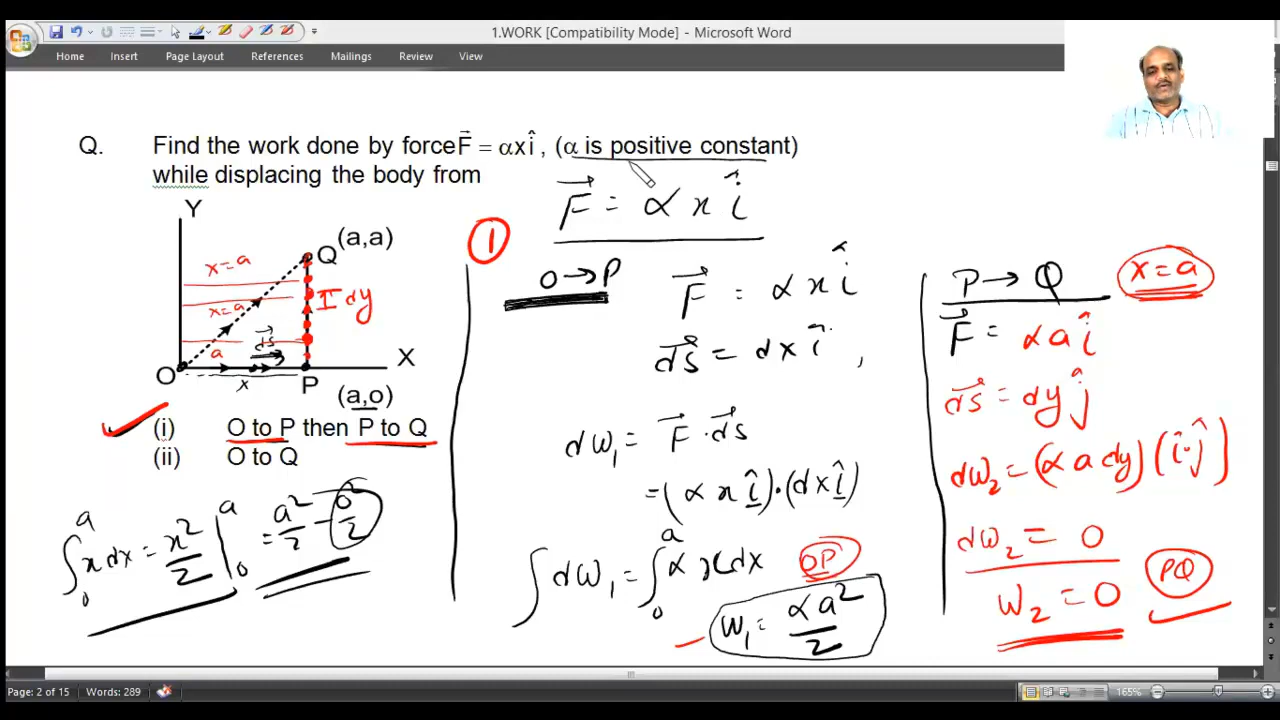 1.WORK [Compatibility Mode] - Microsoft Word
Home Insert Page Layout References Mailings Review View
Q. Find the work done by force F⃗ = αxî , (α is positive constant)
while displacing the body from
F⃗ = α x î
Y
Q (a,a)
x=a
x=a
a
I dy
ds⃗
X
O
x
P
(a,o)
(i) O to P then P to Q
(ii) O to Q
∫₀ᵃ x dx = x²/2 |₀ᵃ = a²/2 − 0²/2
①
O→P
F⃗ = α x î
ds⃗ = dx î ,
dW₁ = F⃗ . ds⃗
= (α x î).(dx î)
∫ dW₁ = ∫₀ᵃ α x dx OP
W₁ = αa²/2
P→Q x=a
F⃗ = α a î
ds⃗ = dy ĵ
dW₂ = (α a dy)(î.ĵ)
dW₂ = 0
W₂ = 0 PQ
Page: 2 of 15 Words: 289 165%